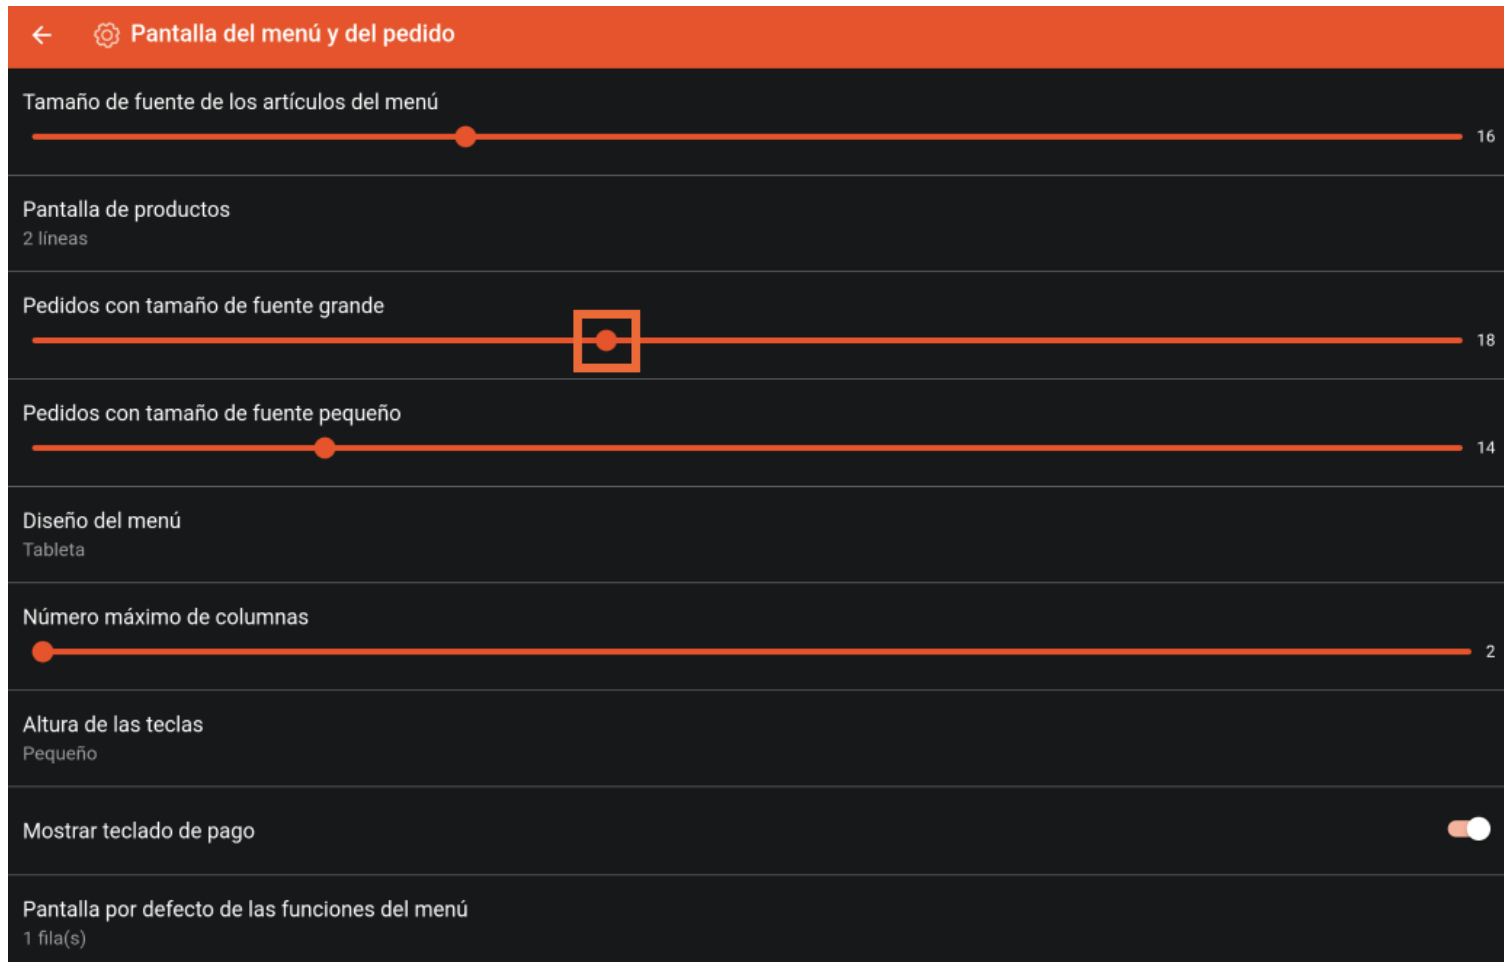 Pantalla del menú y del pedido
Tamaño de fuente de los artículos del menú
16
Pantalla de productos
2 líneas
Pedidos con tamaño de fuente grande
18
Pedidos con tamaño de fuente pequeño
14
Diseño del menú
Tableta
Número máximo de columnas
2
Altura de las teclas
Pequeño
Mostrar teclado de pago
Pantalla por defecto de las funciones del menú
1 fila(s)